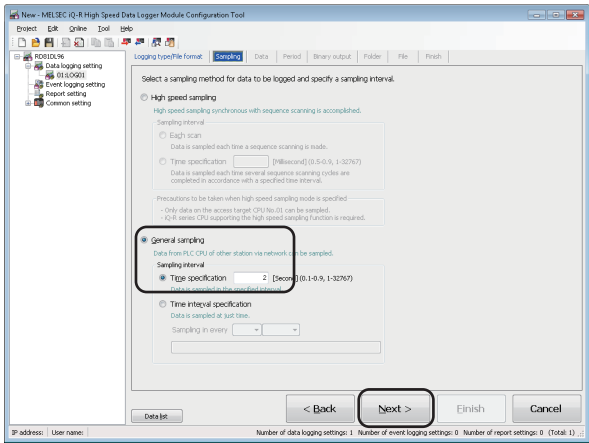 New - MELSEC iQ-R High Speed Data Logger Module Configuration Tool
Project Edit Online Tool Help
RD81DL96
Data logging setting
01:LOG01
Event logging setting
Report setting
Common setting
Logging type/File format Sampling Data Period Binary output Folder File Finish
Select a sampling method for data to be logged and specify a sampling interval.
High speed sampling
High speed sampling synchronous with sequence scanning is accomplished.
Sampling interval
Each scan
Data is sampled each time a sequence scanning is made.
Time specification [Millisecond] (0.5-0.9, 1-32767)
Data is sampled each time several sequence scanning cycles are
completed in accordance with a specified time interval.
Precautions to be taken when high speed sampling mode is specified
- Only data on the access target CPU No.01 can be sampled.
- iQ-R series CPU supporting the high speed sampling function is required.
General sampling
Data from PLC CPU of other station via network can be sampled.
Sampling interval
Time specification 2 [Second] (0.1-0.9, 1-32767)
Data is sampled in the specified interval.
Time interval specification
Data is sampled at just time.
Sampling in every
Data list
< Back
Next >
Finish
Cancel
IP address: User name: Number of data logging settings: 1 Number of event logging settings: 0 Number of report settings: 0 (Total: 1)